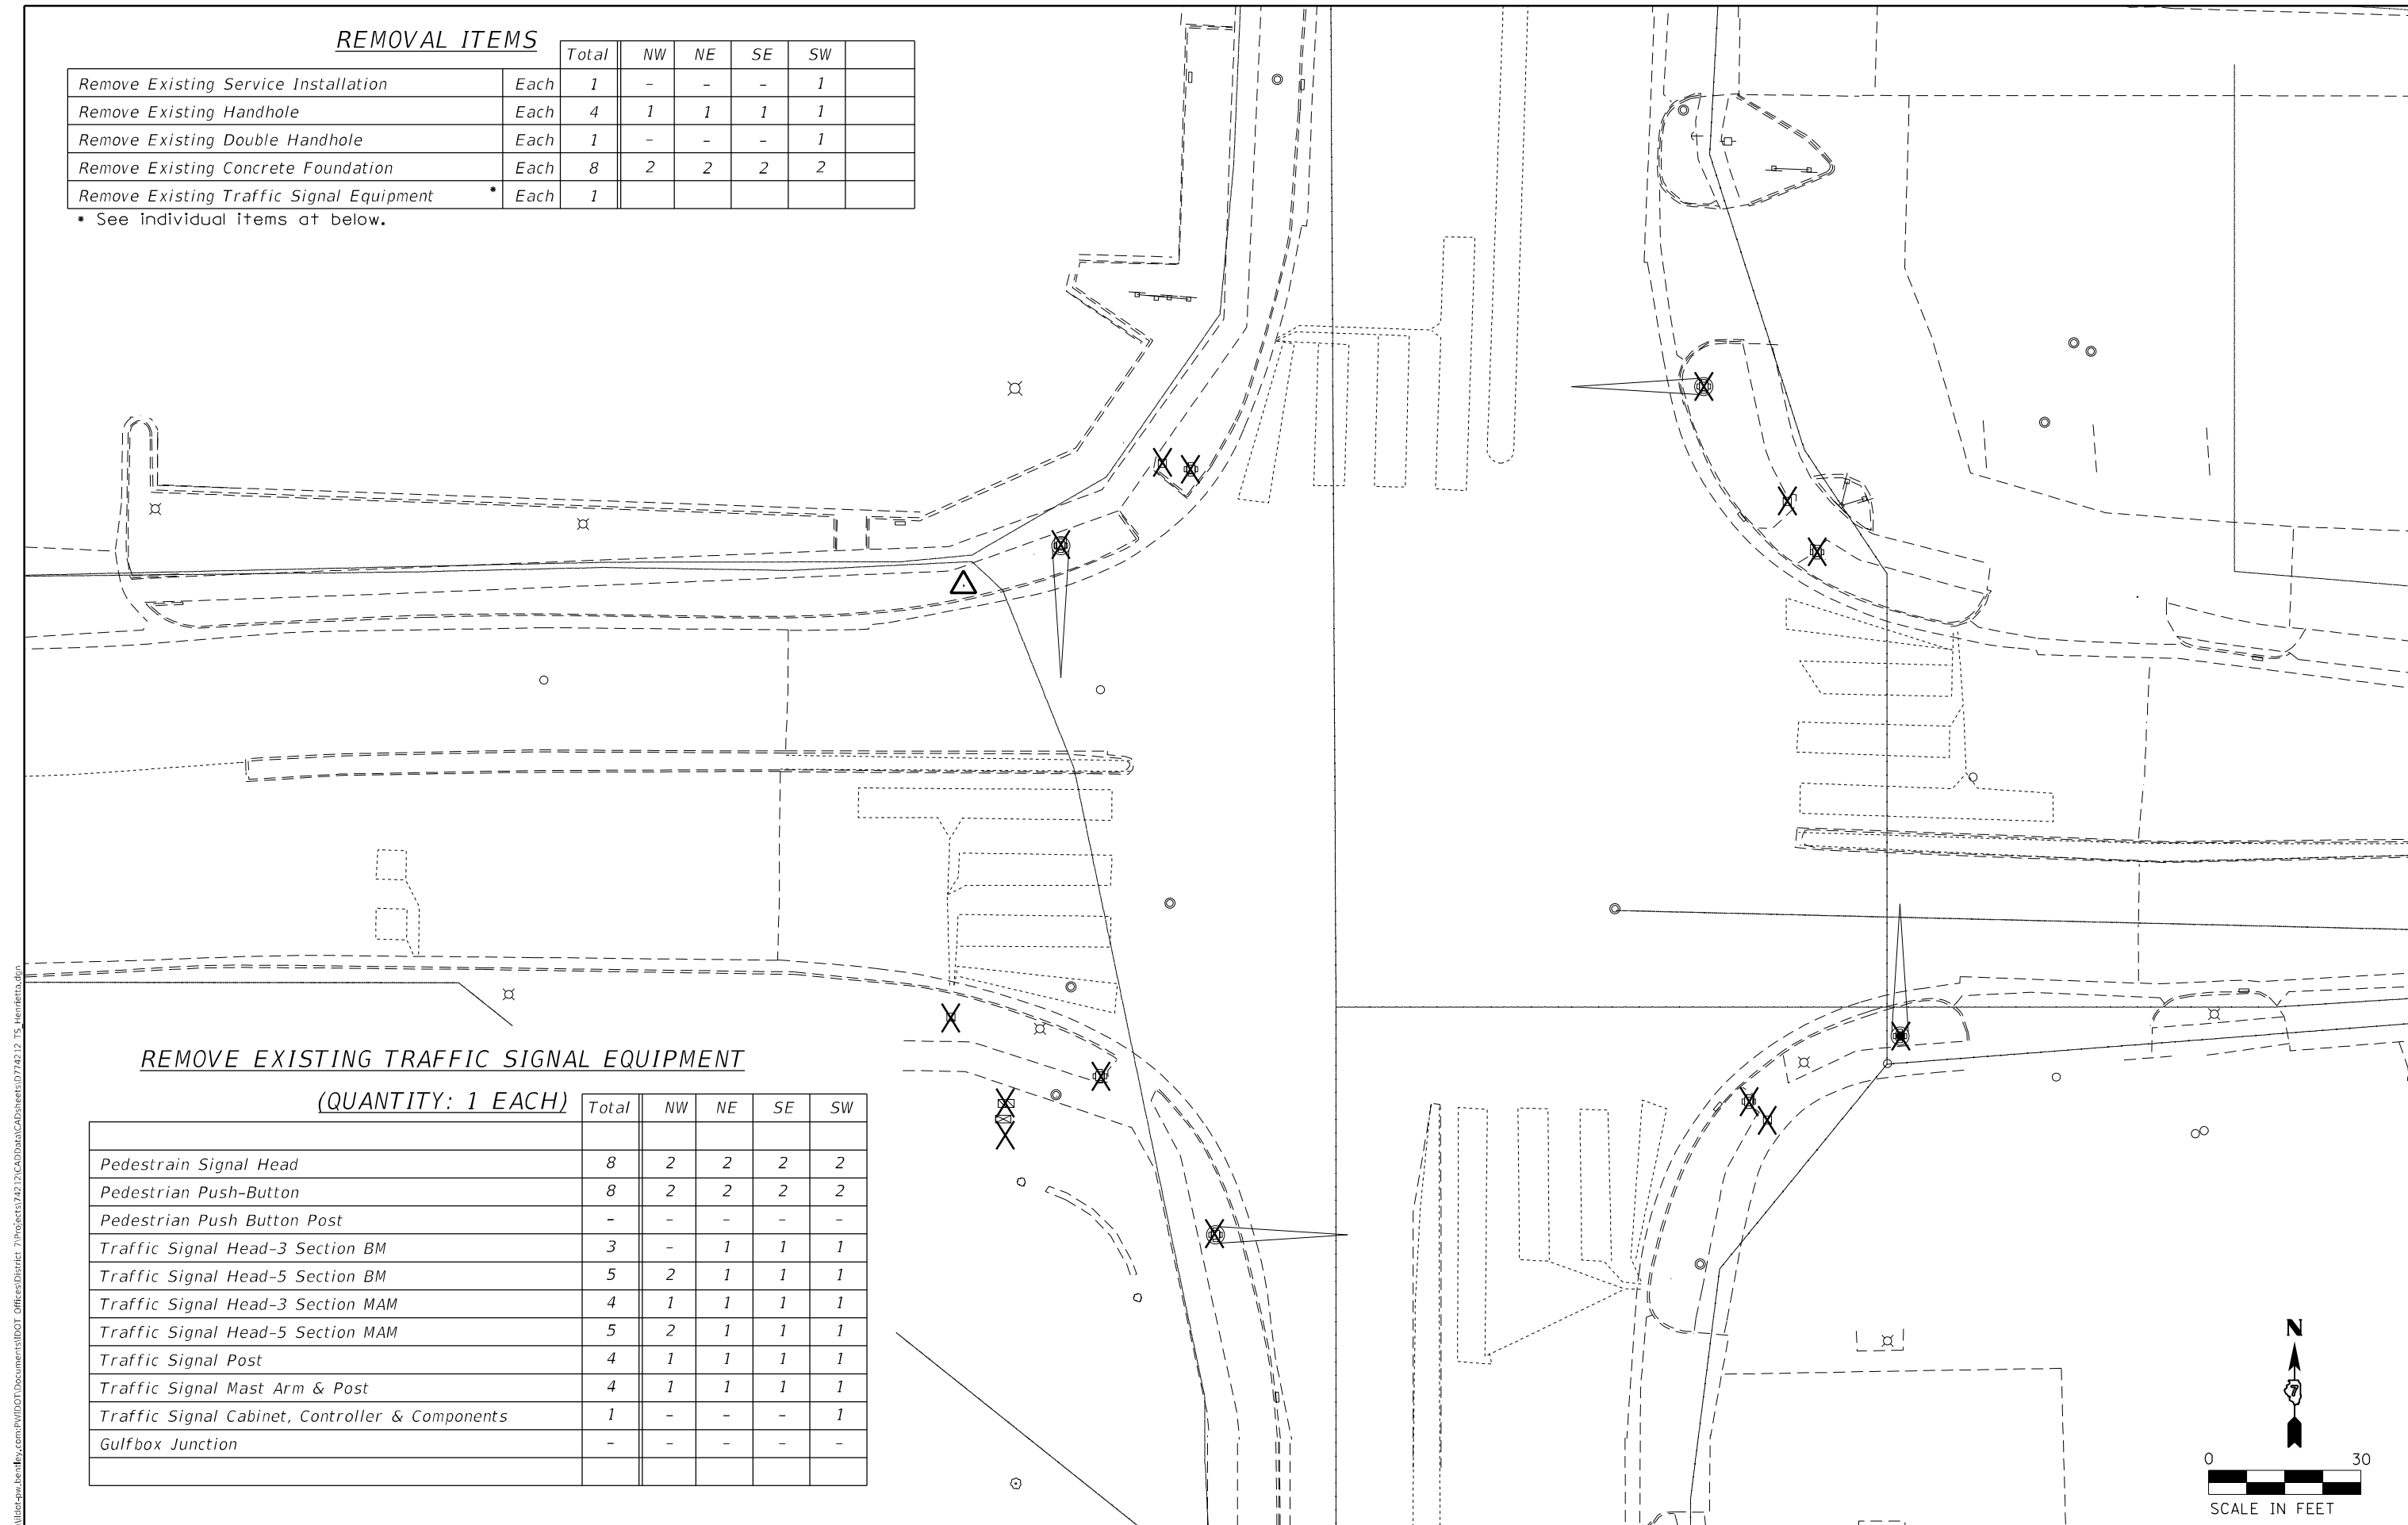 REMOVAL ITEMS
Total NW NE SE SW
Remove Existing Service Installation Each 1 - - - 1
Remove Existing Handhole Each 4 1 1 1 1
Remove Existing Double Handhole Each 1 - - - 1
Remove Existing Concrete Foundation Each 8 2 2 2 2
Remove Existing Traffic Signal Equipment * Each 1
* See individual items at below.
REMOVE EXISTING TRAFFIC SIGNAL EQUIPMENT
(QUANTITY: 1 EACH) Total NW NE SE SW
Pedestrain Signal Head 8 2 2 2 2
Pedestrian Push-Button 8 2 2 2 2
Pedestrian Push Button Post - - - - -
Traffic Signal Head-3 Section BM 3 - 1 1 1
Traffic Signal Head-5 Section BM 5 2 1 1 1
Traffic Signal Head-3 Section MAM 4 1 1 1 1
Traffic Signal Head-5 Section MAM 5 2 1 1 1
Traffic Signal Post 4 1 1 1 1
Traffic Signal Mast Arm & Post 4 1 1 1 1
Traffic Signal Cabinet, Controller & Components 1 - - - 1
Gulfbox Junction - - - - -
N
7
0 30
SCALE IN FEET